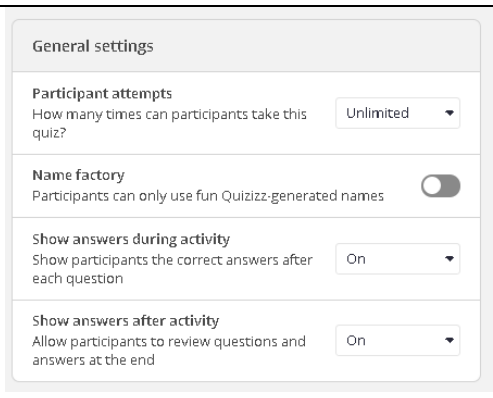 General settings
Participant attempts
How many times can participants take this
quiz?
Unlimited
Name factory
Participants can only use fun Quizizz-generated names
Show answers during activity
Show participants the correct answers after
each question
On
Show answers after activity
Allow participants to review questions and
answers at the end
On